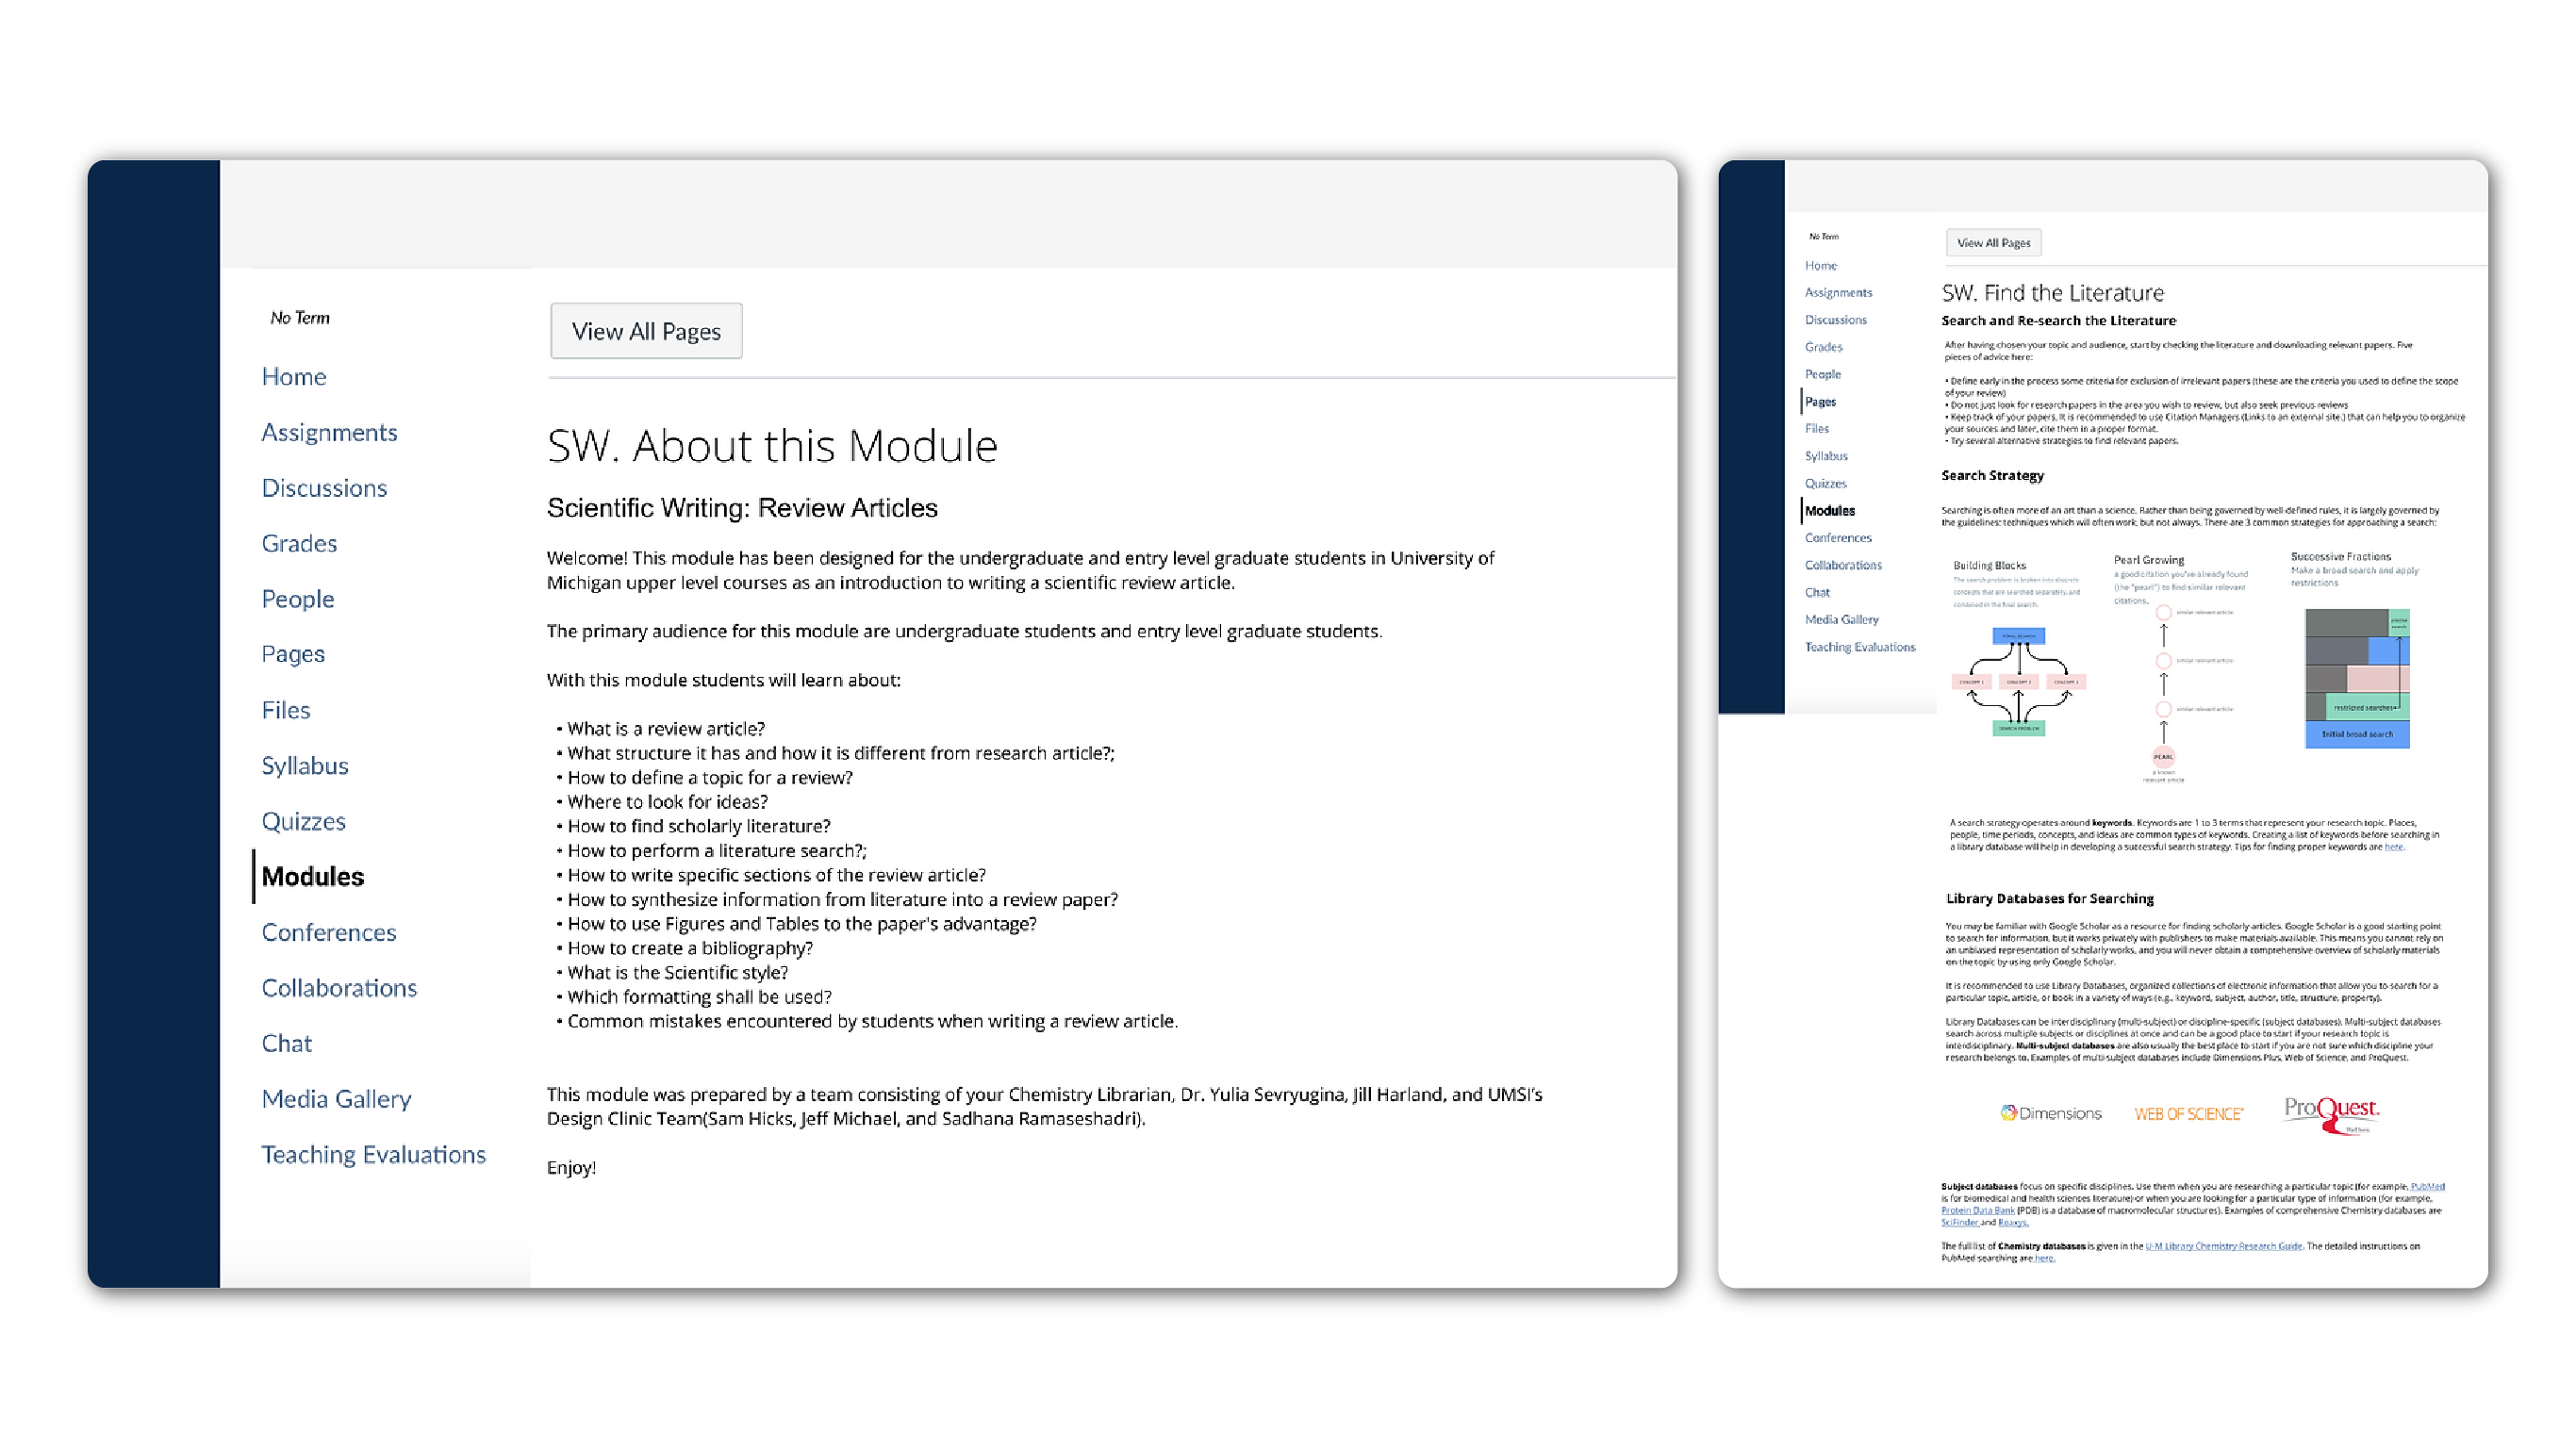 No Term
Home
Assignments
Discussions
Grades
People
Pages
Files
Syllabus
Quizzes
Modules
Conferences
Collaborations
Chat
Media Gallery
Teaching Evaluations
View All Pages
SW. About this Module
Scientific Writing: Review Articles
Welcome! This module has been designed for the undergraduate and entry level graduate students in University of
Michigan upper level courses as an introduction to writing a scientific review article.
The primary audience for this module are undergraduate students and entry level graduate students.
With this module students will learn about:
• What is a review article?
• What structure it has and how it is different from research article?;
• How to define a topic for a review?
• Where to look for ideas?
• How to find scholarly literature?
• How to perform a literature search?;
• How to write specific sections of the review article?
• How to synthesize information from literature into a review paper?
• How to use Figures and Tables to the paper's advantage?
• How to create a bibliography?
• What is the Scientific style?
• Which formatting shall be used?
• Common mistakes encountered by students when writing a review article.
This module was prepared by a team consisting of your Chemistry Librarian, Dr. Yulia Sevryugina, Jill Harland, and UMSI's
Design Clinic Team(Sam Hicks, Jeff Michael, and Sadhana Ramaseshadri).
Enjoy!
No Term
Home
Assignments
Discussions
Grades
People
Pages
Files
Syllabus
Quizzes
Modules
Conferences
Collaborations
Chat
Media Gallery
Teaching Evaluations
View All Pages
SW. Find the Literature
Search and Re-search the Literature
After having chosen your topic and audience, start by checking the literature and downloading relevant papers. Five
pieces of advice here:
• Define early in the process some criteria for exclusion of irrelevant papers (these are the criteria you used to define the scope
of your review)
• Do not just look for research papers in the area you wish to review, but also seek previous reviews
• Keep track of your papers. It is recommended to use Citation Managers (Links to an external site.) that can help you to organize
your sources and later, cite them in a proper format.
• Try several alternative strategies to find relevant papers.
Search Strategy
Searching is often more of an art than a science. Rather than being governed by well-defined rules, it is largely governed by
the guidelines: techniques which will often work, but not always. There are 3 common strategies for approaching a search:
Building Blocks
The search problem is broken into discrete
concepts that are searched separately, and
combined in the final search.
FINAL SEARCH
CONCEPT 1
CONCEPT 2
CONCEPT 3
SEARCH PROBLEM
Pearl Growing
a good citation you've already found
(the "pearl") to find similar relevant
citations.
similar relevant article
similar relevant article
similar relevant article
PEARL
a known
relevant article
Successive Fractions
Make a broad search and apply
restrictions
precise
search
restricted searches
Initial broad search
A search strategy operates around keywords. Keywords are 1 to 3 terms that represent your research topic. Places,
people, time periods, concepts, and ideas are common types of keywords. Creating a list of keywords before searching in
a library database will help in developing a successful search strategy. Tips for finding proper keywords are here.
Library Databases for Searching
You may be familiar with Google Scholar as a resource for finding scholarly articles. Google Scholar is a good starting point
to search for information, but it works privately with publishers to make materials available. This means you cannot rely on
an unbiased representation of scholarly works, and you will never obtain a comprehensive overview of scholarly materials
on the topic by using only Google Scholar.
It is recommended to use Library Databases, organized collections of electronic information that allow you to search for a
particular topic, article, or book in a variety of ways (e.g., keyword, subject, author, title, structure, property).
Library Databases can be interdisciplinary (multi-subject) or discipline-specific (subject databases). Multi-subject databases
search across multiple subjects or disciplines at once and can be a good place to start if your research topic is
interdisciplinary. Multi-subject databases are also usually the best place to start if you are not sure which discipline your
research belongs to. Examples of multi-subject databases include Dimensions Plus, Web of Science, and ProQuest.
Dimensions
WEB OF SCIENCE™
ProQuest.
Subject databases focus on specific disciplines. Use them when you are researching a particular topic (for example, PubMed
is for biomedical and health sciences literature) or when you are looking for a particular type of information (for example,
Protein Data Bank (PDB) is a database of macromolecular structures). Examples of comprehensive Chemistry databases are
SciFinder and Reaxys.
The full list of Chemistry databases is given in the U-M Library Chemistry Research Guide. The detailed instructions on
PubMed searching are here.